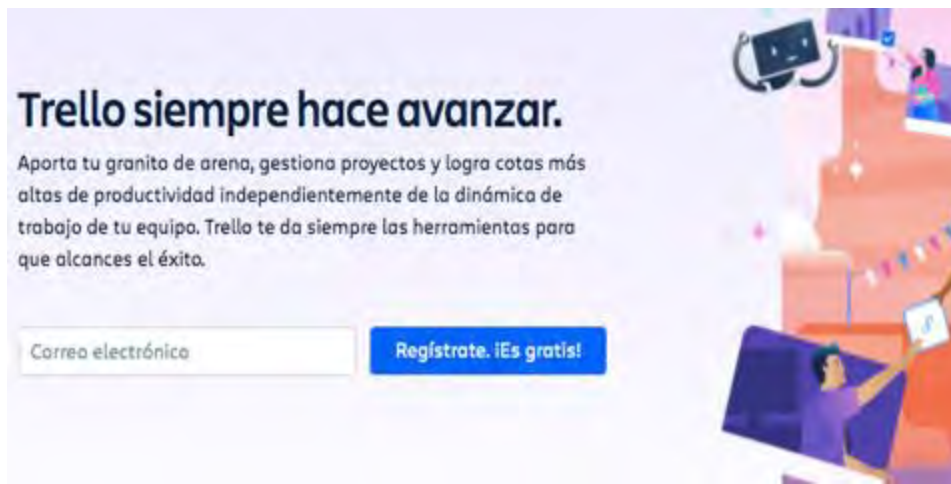 Trello siempre hace avanzar.
Aporta tu granito de arena, gestiona proyectos y logra cotas más
altas de productividad independientemente de la dinámica de
trabajo de tu equipo. Trello te da siempre las herramientas para
que alcances el éxito.
Correo electrónico
Regístrate. ¡Es gratis!